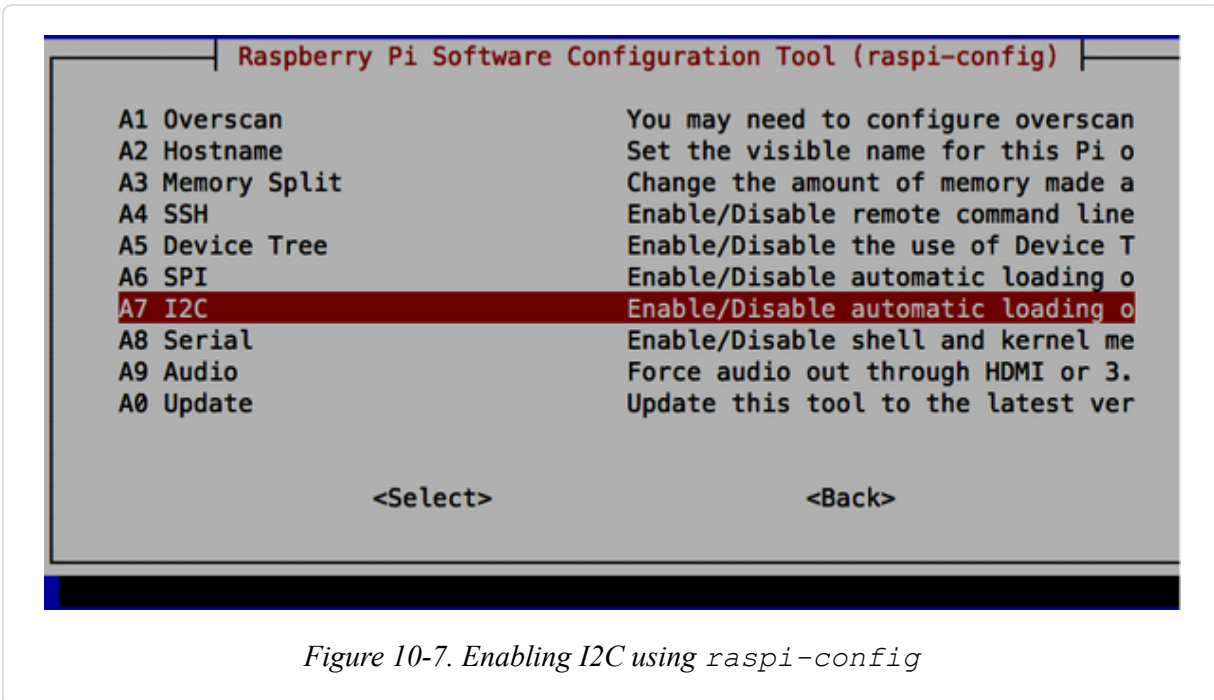 Raspberry Pi Software Configuration Tool (raspi-config)
A1 Overscan You may need to configure overscan
A2 Hostname Set the visible name for this Pi o
A3 Memory Split Change the amount of memory made a
A4 SSH Enable/Disable remote command line
A5 Device Tree Enable/Disable the use of Device T
A6 SPI Enable/Disable automatic loading o
A7 I2C Enable/Disable automatic loading o
A8 Serial Enable/Disable shell and kernel me
A9 Audio Force audio out through HDMI or 3.
A0 Update Update this tool to the latest ver
<Select> <Back>
Figure 10-7. Enabling I2C using raspi-config